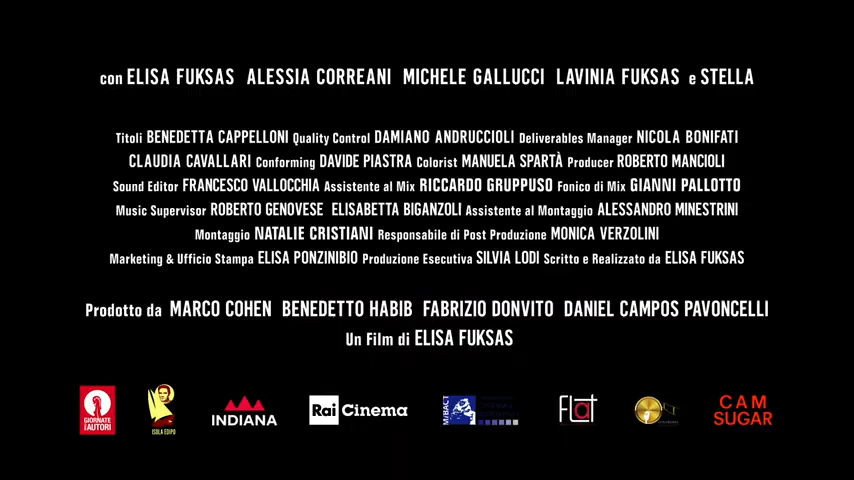 con ELISA FUKSAS ALESSIA CORREANI MICHELE GALLUCCI LAVINIA FUKSAS e STELLA
Titoli BENEDETTA CAPPELLONI Quality Control DAMIANO ANDRUCCIOLI Deliverables Manager NICOLA BONIFATI
CLAUDIA CAVALLARI Conforming DAVIDE PIASTRA Colorist MANUELA SPARTÀ Producer ROBERTO MANCIOLI
Sound Editor FRANCESCO VALLOCCHIA Assistente al Mix RICCARDO GRUPPUSO Fonico di Mix GIANNI PALLOTTO
Music Supervisor ROBERTO GENOVESE ELISABETTA BIGANZOLI Assistente al Montaggio ALESSANDRO MINESTRINI
Montaggio NATALIE CRISTIANI Responsabile di Post Produzione MONICA VERZOLINI
Marketing & Ufficio Stampa ELISA PONZINIBIO Produzione Esecutiva SILVIA LODI Scritto e Realizzato da ELISA FUKSAS
Prodotto da MARCO COHEN BENEDETTO HABIB FABRIZIO DONVITO DANIEL CAMPOS PAVONCELLI
Un Film di ELISA FUKSAS
GIORNATE
AUTORI
ISOLA EDIPO
INDIANA
Rai Cinema
MiBACT
FLat
CAM
SUGAR